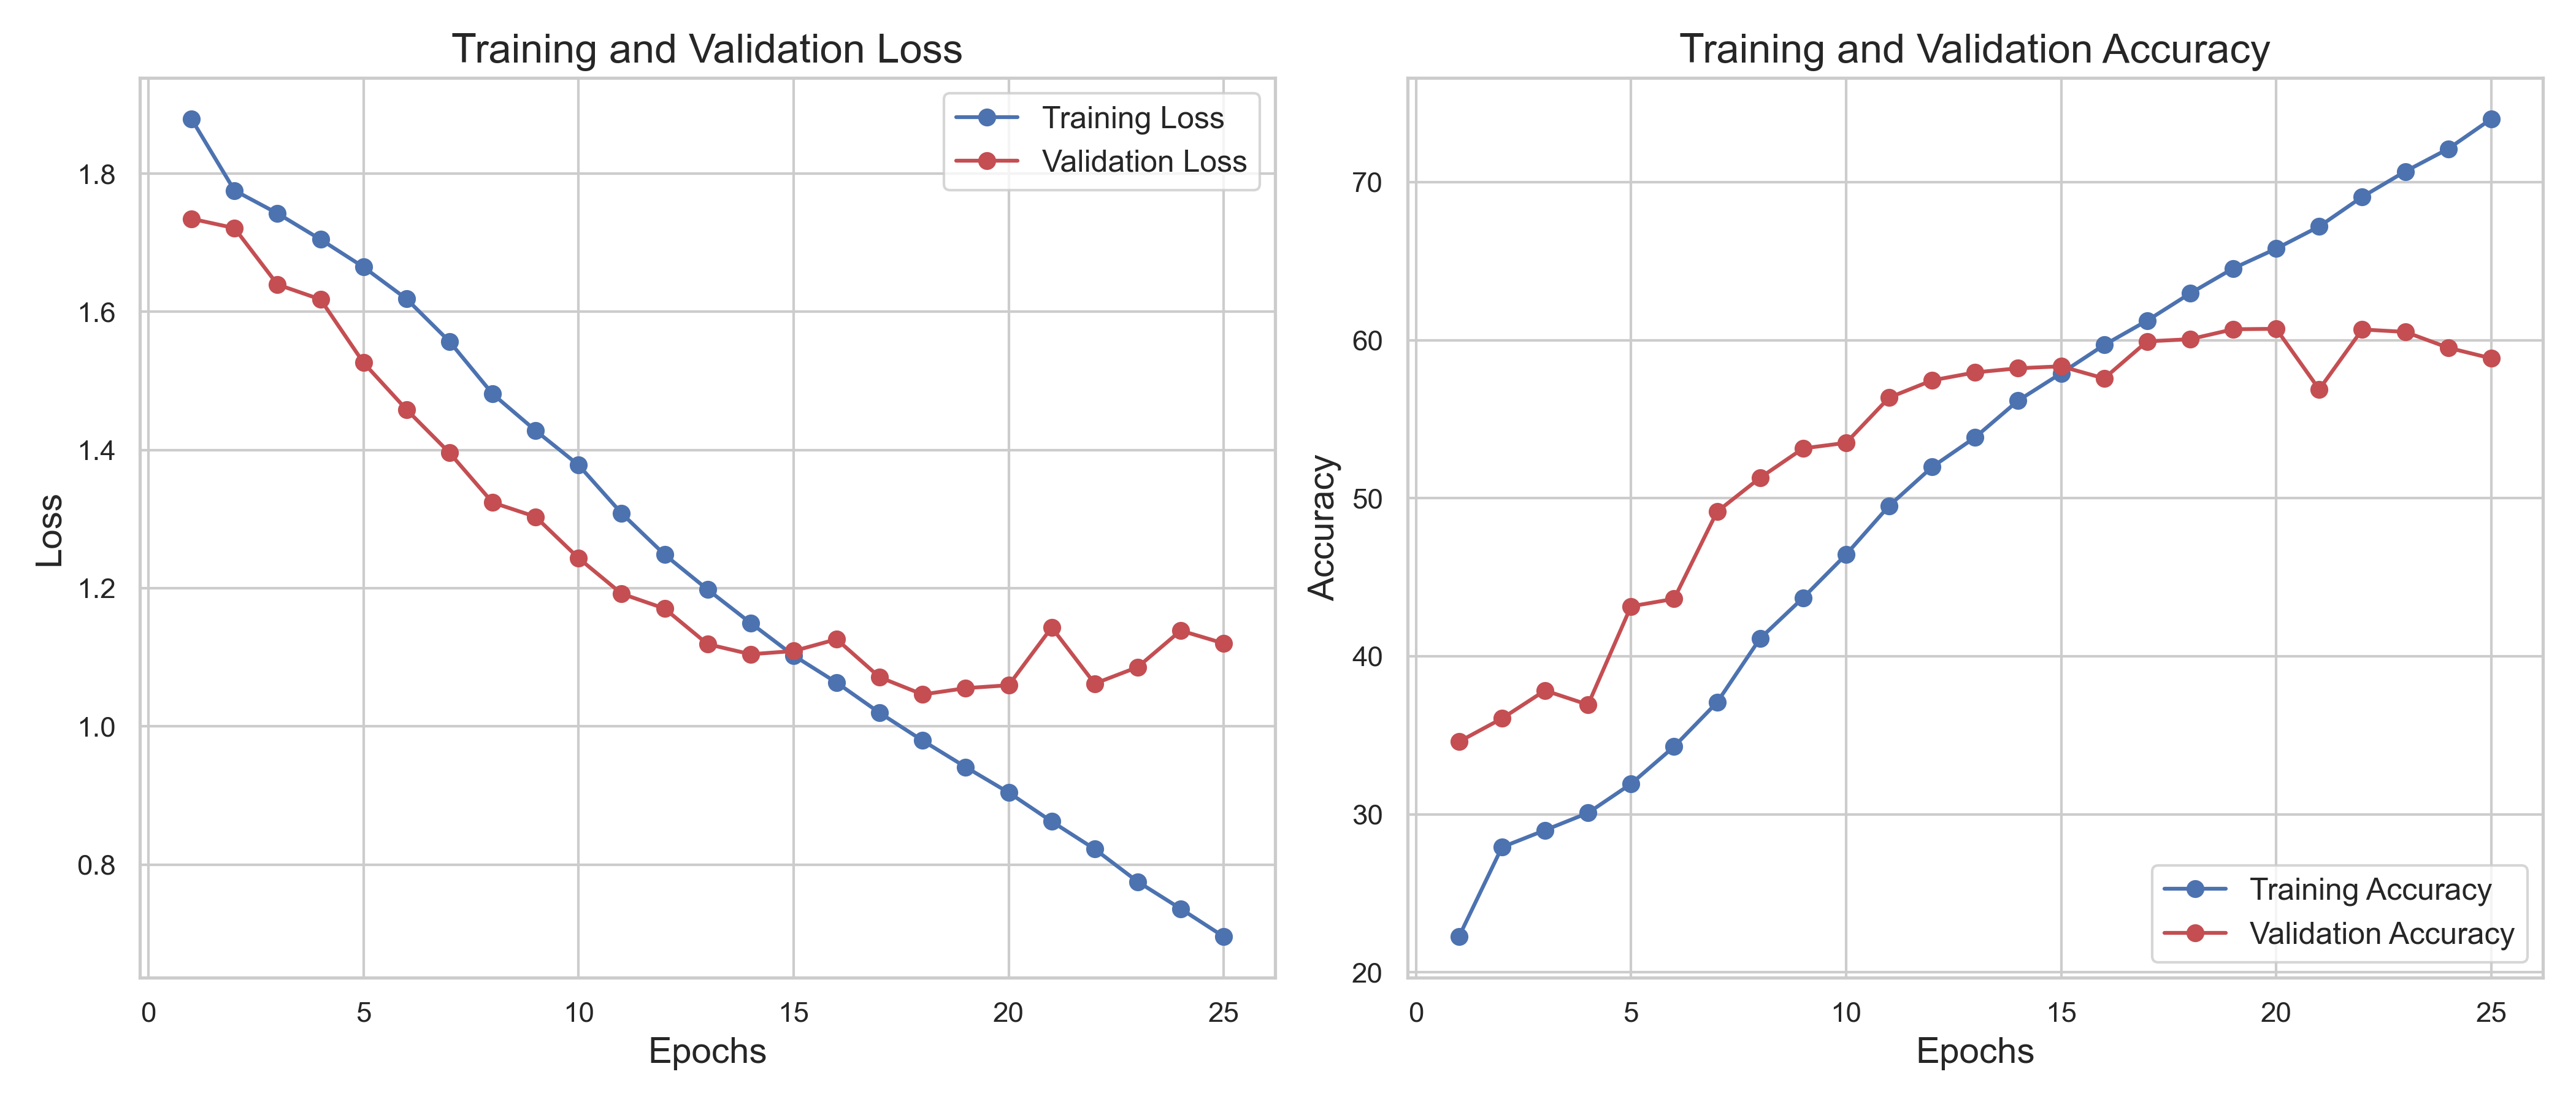 Training and Validation Loss
Training Loss
Validation Loss
1.8
1.6
1.4
1.2
1.0
0.8
Loss
0 5 10 15 20 25
Epochs
Training and Validation Accuracy
70
60
50
40
30
20
Accuracy
Training Accuracy
Validation Accuracy
0 5 10 15 20 25
Epochs